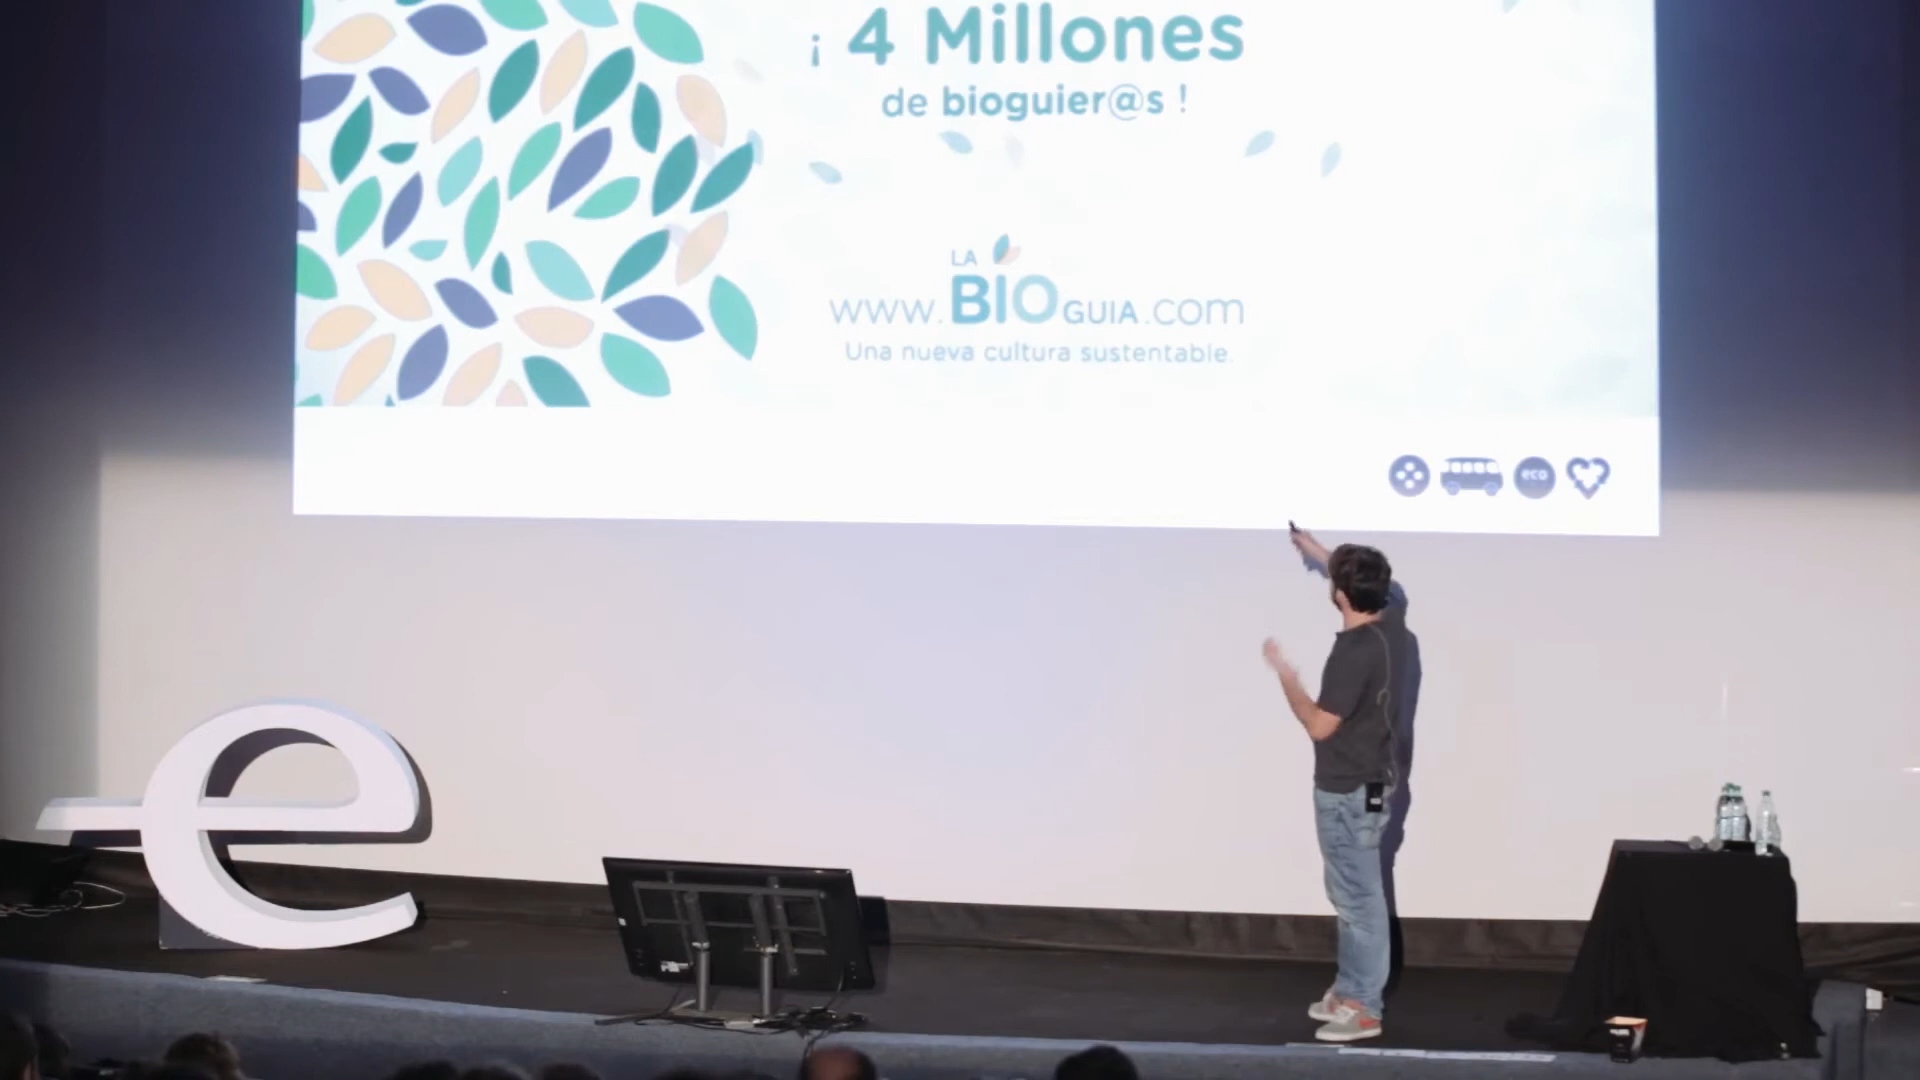 ¡ 4 Millones
de bioguier@s !
LA
www.BIOGUIA.com
Una nueva cultura sustentable.
eco
e